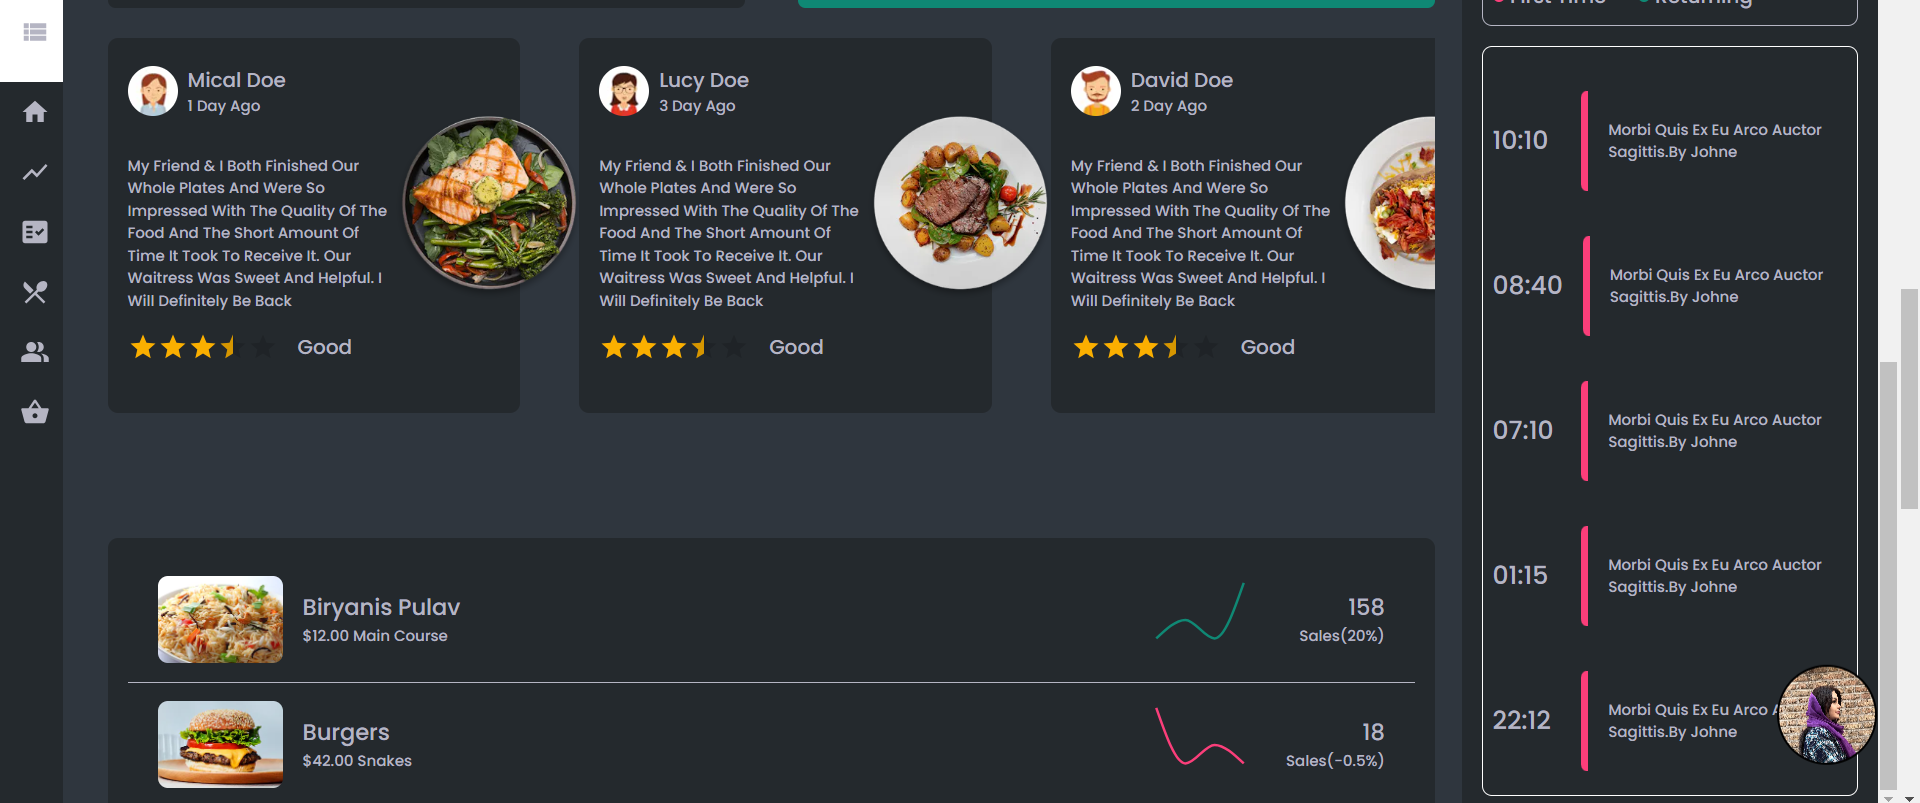 First Time
Returning
Mical Doe
1 Day Ago
My Friend & I Both Finished Our
Whole Plates And Were So
Impressed With The Quality Of The
Food And The Short Amount Of
Time It Took To Receive It. Our
Waitress Was Sweet And Helpful. I
Will Definitely Be Back
Good
Lucy Doe
3 Day Ago
My Friend & I Both Finished Our
Whole Plates And Were So
Impressed With The Quality Of The
Food And The Short Amount Of
Time It Took To Receive It. Our
Waitress Was Sweet And Helpful. I
Will Definitely Be Back
Good
David Doe
2 Day Ago
My Friend & I Both Finished Our
Whole Plates And Were So
Impressed With The Quality Of The
Food And The Short Amount Of
Time It Took To Receive It. Our
Waitress Was Sweet And Helpful. I
Will Definitely Be Back
Good
Biryanis Pulav
$12.00 Main Course
158
Sales(20%)
Burgers
$42.00 Snakes
18
Sales(-0.5%)
10:10
Morbi Quis Ex Eu Arco Auctor
Sagittis.By Johne
08:40
Morbi Quis Ex Eu Arco Auctor
Sagittis.By Johne
07:10
Morbi Quis Ex Eu Arco Auctor
Sagittis.By Johne
01:15
Morbi Quis Ex Eu Arco Auctor
Sagittis.By Johne
22:12
Morbi Quis Ex Eu Arco
Sagittis.By Johne